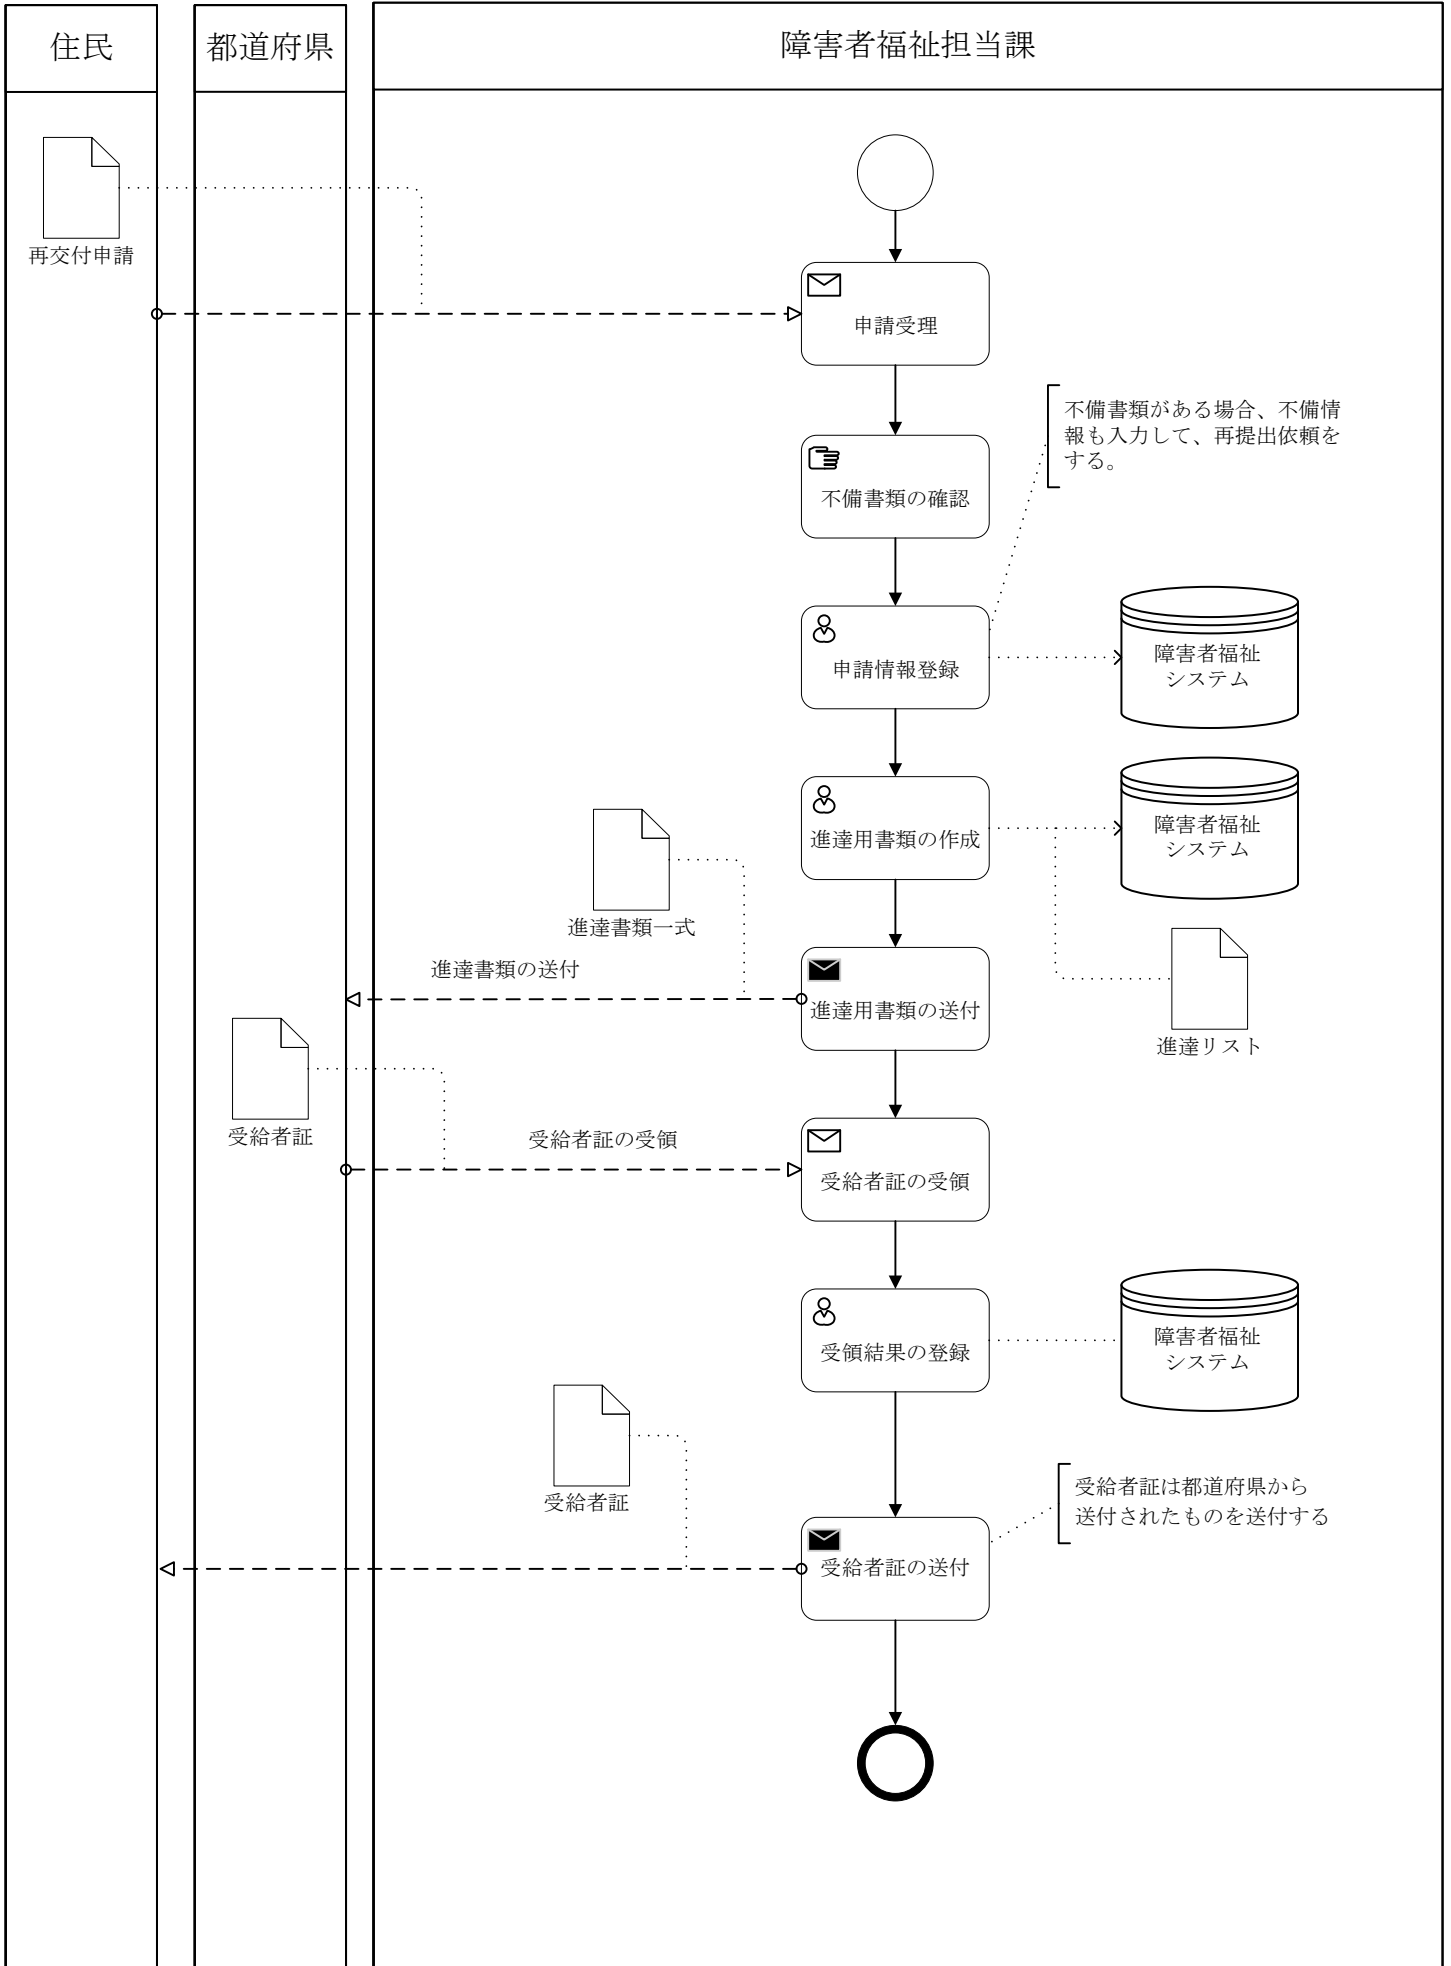 住民
都道府県
障害者福祉担当課
再交付申請
申請受理
不備書類がある場合、不備情
報も入力して、再提出依頼を
する。
不備書類の確認
申請情報登録
障害者福祉
システム
進達用書類の作成
障害者福祉
システム
進達書類一式
進達書類の送付
進達用書類の送付
進達リスト
受給者証
受給者証の受領
受給者証の受領
受領結果の登録
障害者福祉
システム
受給者証
受給者証は都道府県から
送付されたものを送付する
受給者証の送付